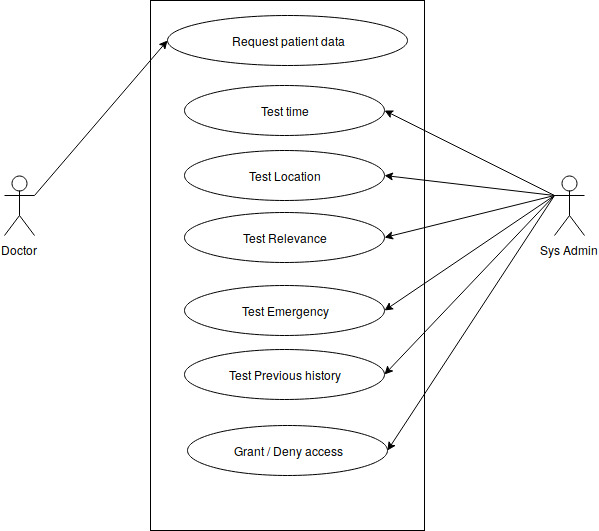 Request patient data
Test time
Test Location
Test Relevance
Doctor
Sys Admin
Test Emergency
Test Previous history
Grant / Deny access